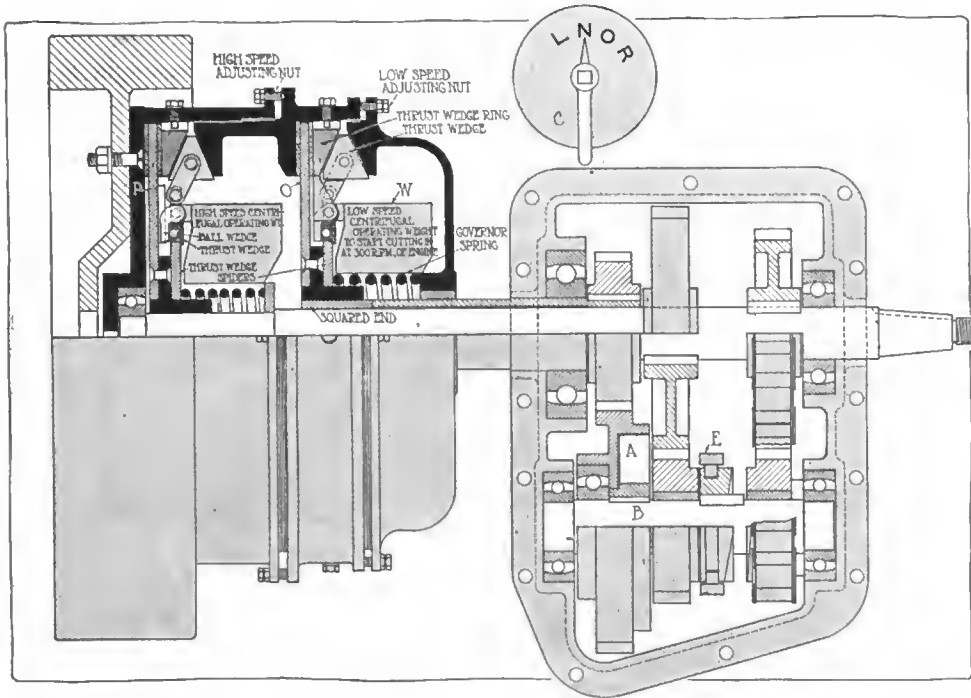 HIGH SPEED
ADJUSTING NUT
LOW SPEED
ADJUSTING NUT
THRUST WEDGE RING
THRUST WEDGE
L N O R
C
P
O
W
HIGH SPEED CENTRI-
FUGAL OPERATING WT.
BALL WEDGE
THRUST WEDGE
THRUST WEDGE
SPIDERS
LOW SPEED
CENTRIFUGAL
OPERATING WEIGHT
TO START CUTTING IN
AT 300 R.P.M. OF ENGINE
GOVERNOR
SPRING
SQUARED END
A
E
B